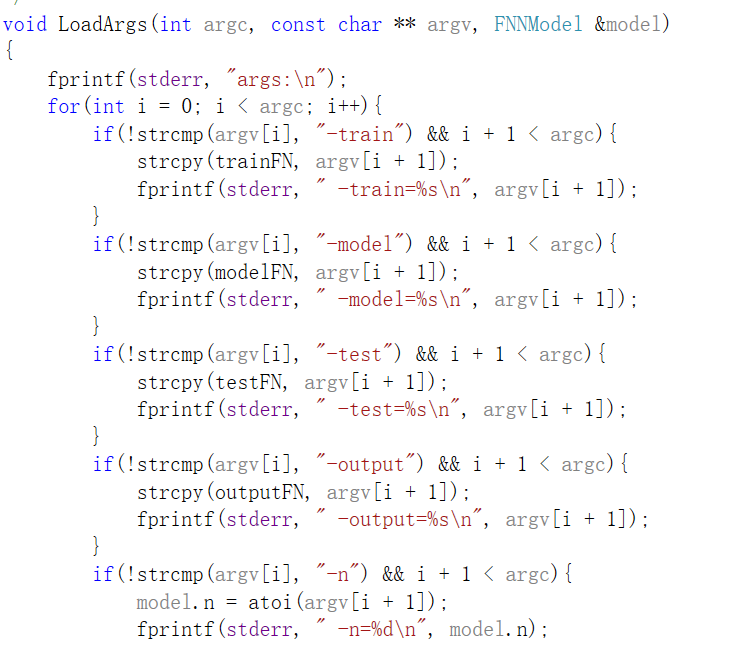 void LoadArgs(int argc, const char ** argv, FNNModel &model)
{
    fprintf(stderr, "args:\n");
    for(int i = 0; i < argc; i++){
        if(!strcmp(argv[i], "-train") && i + 1 < argc){
            strcpy(trainFN, argv[i + 1]);
            fprintf(stderr, " -train=%s\n", argv[i + 1]);
        }
        if(!strcmp(argv[i], "-model") && i + 1 < argc){
            strcpy(modelFN, argv[i + 1]);
            fprintf(stderr, " -model=%s\n", argv[i + 1]);
        }
        if(!strcmp(argv[i], "-test") && i + 1 < argc){
            strcpy(testFN, argv[i + 1]);
            fprintf(stderr, " -test=%s\n", argv[i + 1]);
        }
        if(!strcmp(argv[i], "-output") && i + 1 < argc){
            strcpy(outputFN, argv[i + 1]);
            fprintf(stderr, " -output=%s\n", argv[i + 1]);
        }
        if(!strcmp(argv[i], "-n") && i + 1 < argc){
            model.n = atoi(argv[i + 1]);
            fprintf(stderr, " -n=%d\n", model.n);